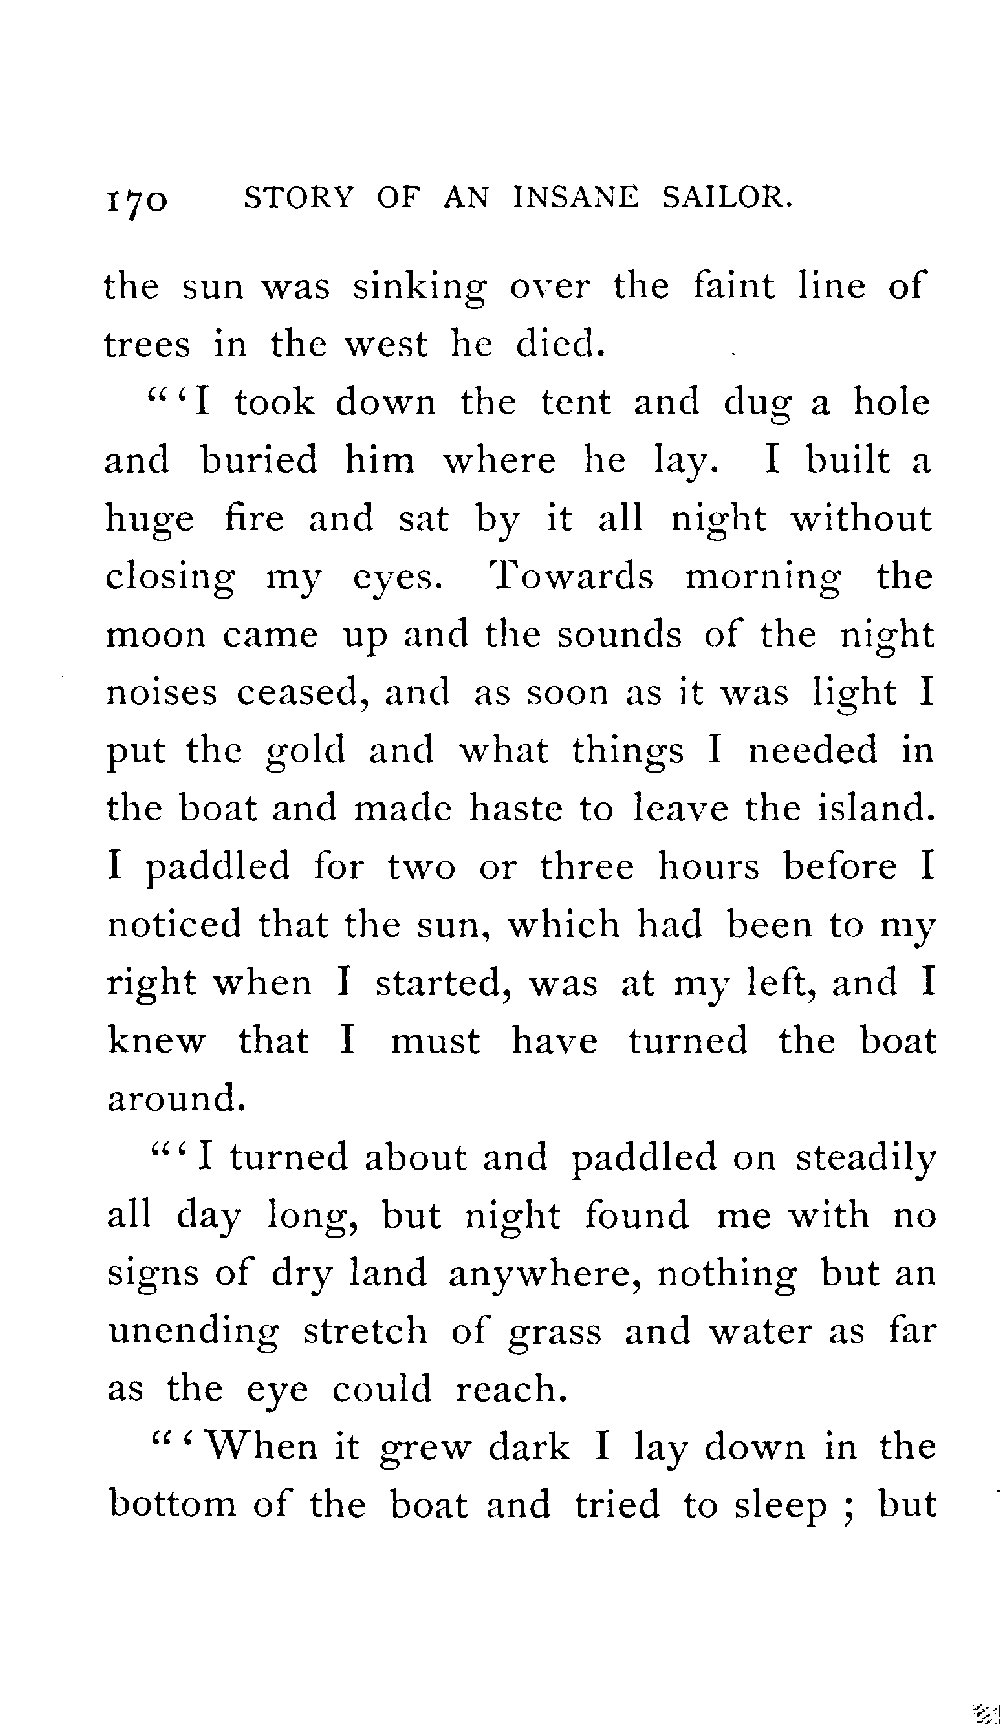 170 STORY OF AN INSANE SAILOR.
the sun was sinking over the faint line of
trees in the west he died.
“‘I took down the tent and dug a hole
and buried him where he lay. I built a
huge fire and sat by it all night without
closing my eyes. Towards morning the
moon came up and the sounds of the night
noises ceased, and as soon as it was light I
put the gold and what things I needed in
the boat and made haste to leave the island.
I paddled for two or three hours before I
noticed that the sun, which had been to my
right when I started, was at my left, and I
knew that I must have turned the boat
around.
“‘I turned about and paddled on steadily
all day long, but night found me with no
signs of dry land anywhere, nothing but an
unending stretch of grass and water as far
as the eye could reach.
“‘When it grew dark I lay down in the
bottom of the boat and tried to sleep ; but